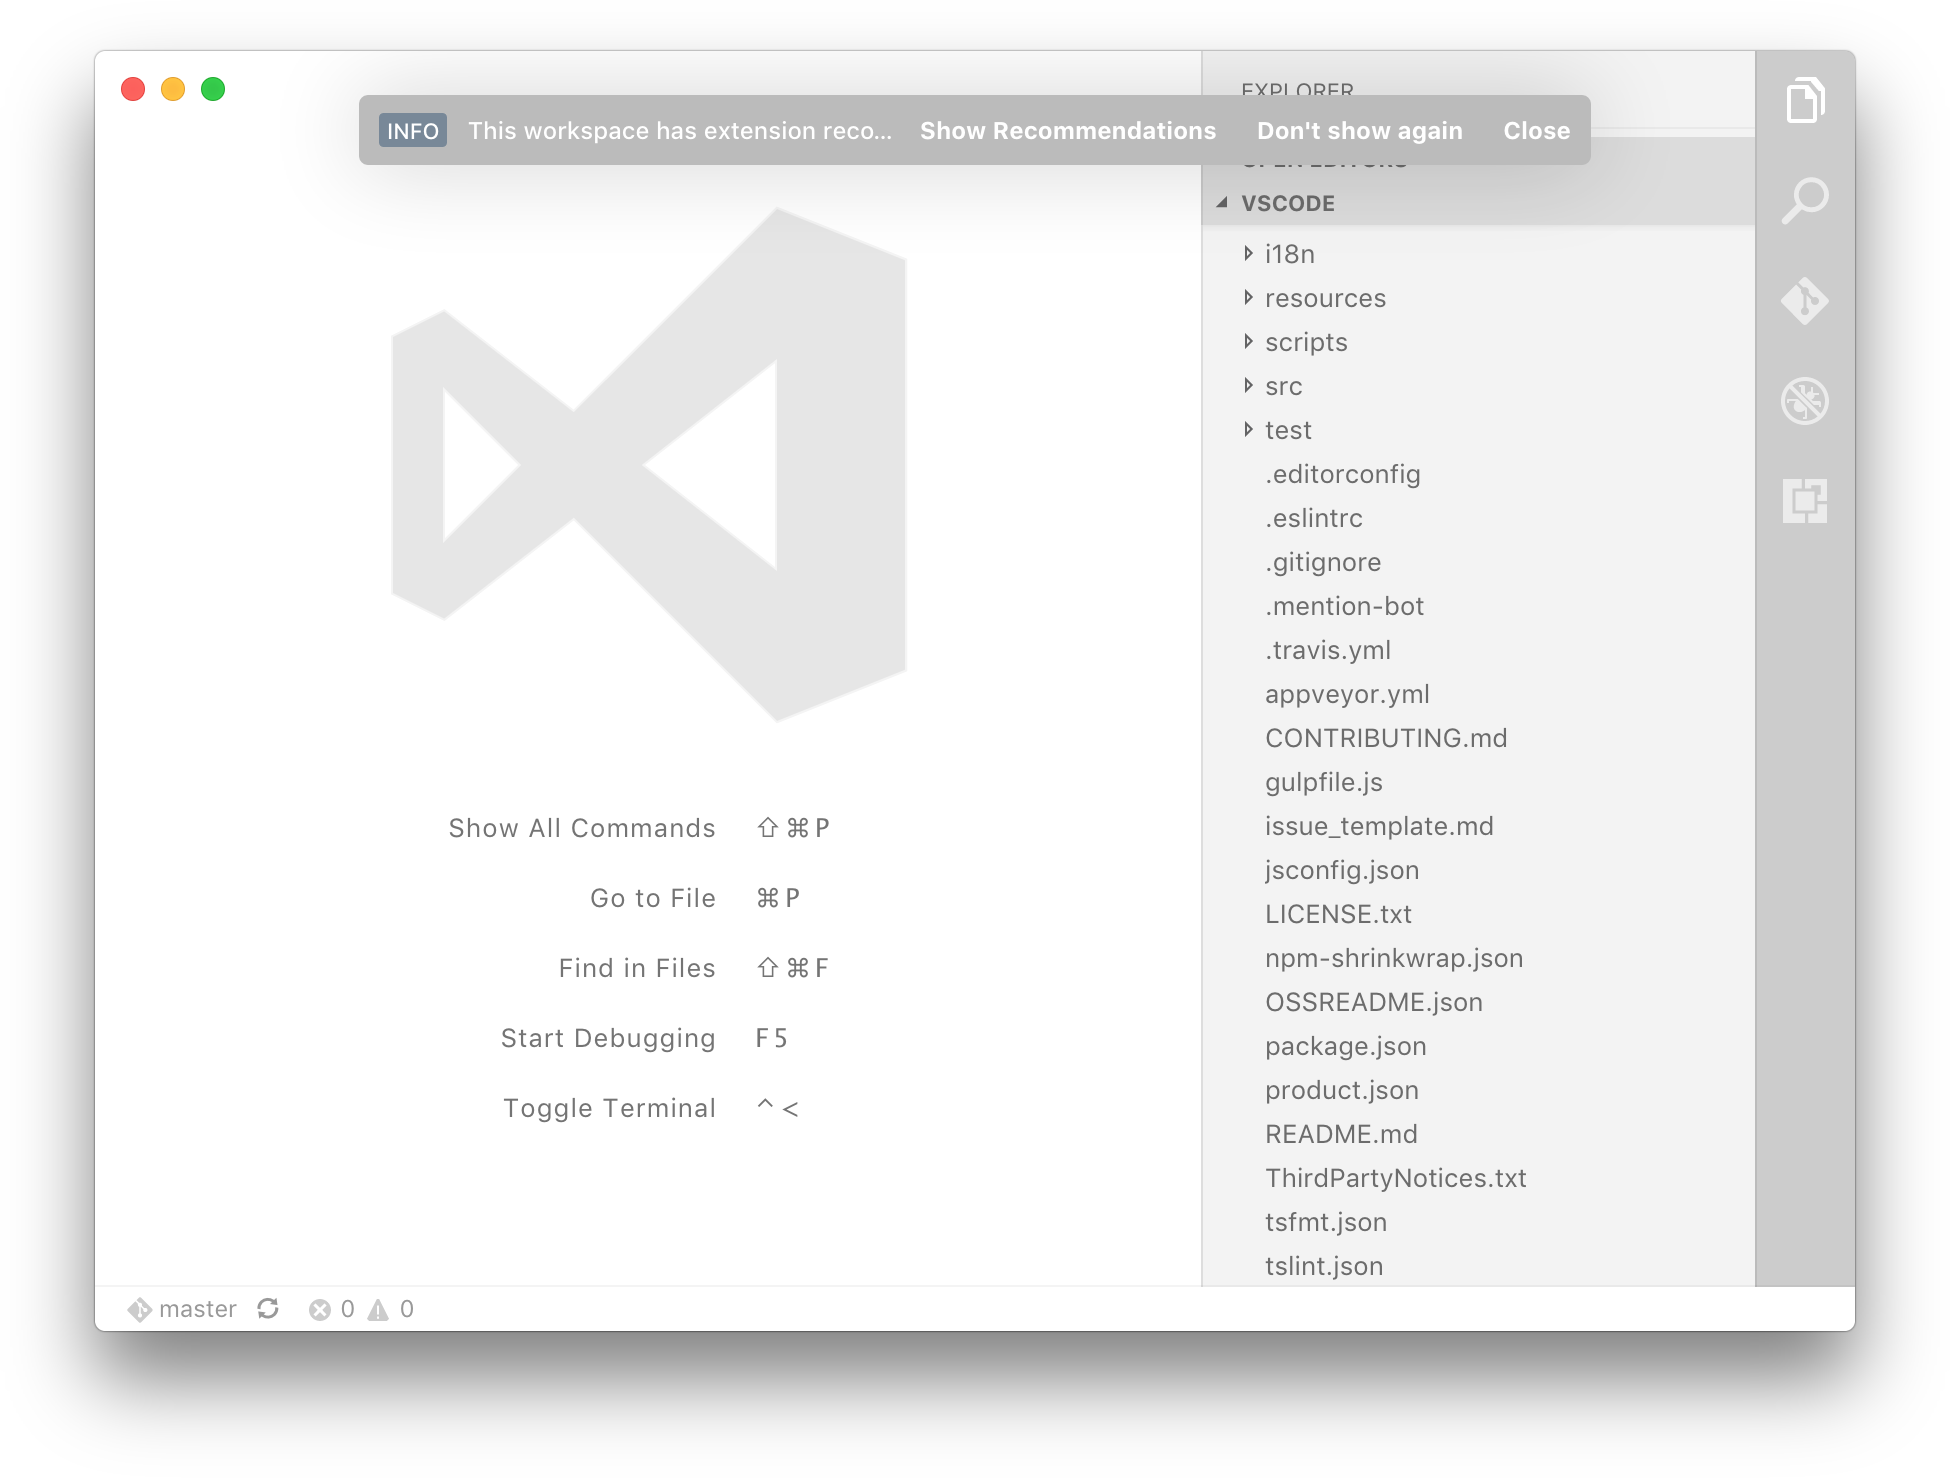 INFO This workspace has extension reco... Show Recommendations Don't show again Close
EXPLORER
OPEN EDITORS
VSCODE
i18n
resources
scripts
src
test
.editorconfig
.eslintrc
.gitignore
.mention-bot
.travis.yml
appveyor.yml
CONTRIBUTING.md
gulpfile.js
issue_template.md
jsconfig.json
LICENSE.txt
npm-shrinkwrap.json
OSSREADME.json
package.json
product.json
README.md
ThirdPartyNotices.txt
tsfmt.json
tslint.json
Show All Commands ⇧⌘P
Go to File ⌘P
Find in Files ⇧⌘F
Start Debugging F5
Toggle Terminal ^<
master 0 0